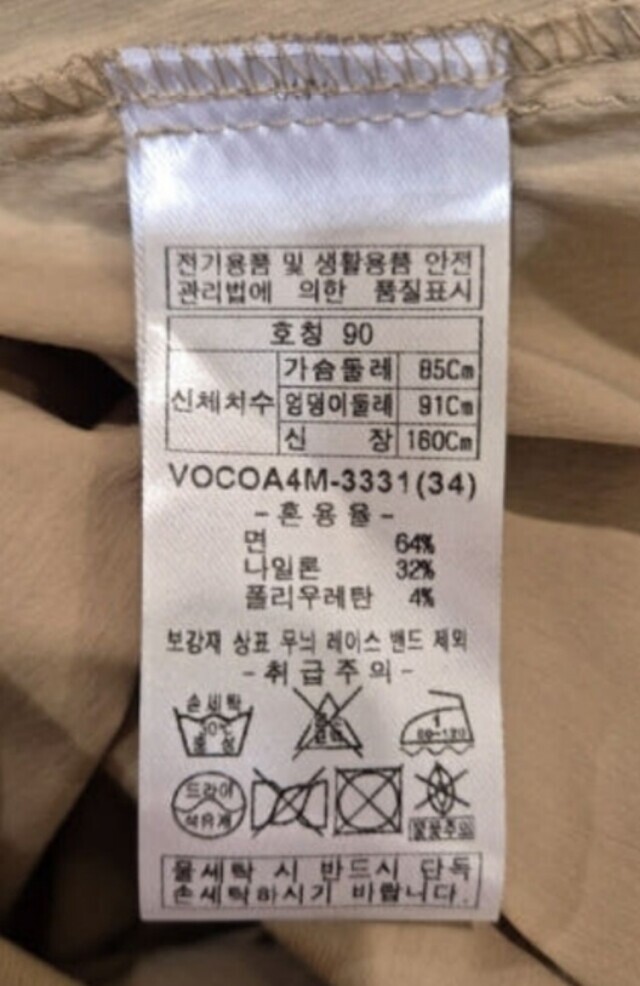 전기용품 및 생활용품 안전
관리법에 의한 품질표시
호칭 90
신체치수
가슴둘레 85Cm
엉덩이둘레 91Cm
신 장 160Cm
VOCOA4M-3331(34)
-혼용율-
면 64%
나일론 32%
폴리우레탄 4%
보강재 상표 무늬 레이스 밴드 제외
-취급주의-
손세탁
30℃
중성
드라이
석유계
불꽃주의
물세탁 시 반드시 단독
손세탁하시기 바랍니다.